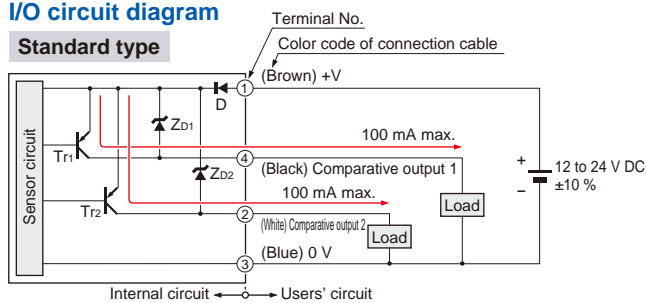 I/O circuit diagram
Standard type
Terminal No.
Color code of connection cable
1
(Brown) +V
D
ZD1
100 mA max.
Sensor circuit
Tr1
4
(Black) Comparative output 1
ZD2
100 mA max.
Load
+
−
12 to 24 V DC
±10 %
Tr2
2
(White) Comparative output 2
Load
3
(Blue) 0 V
Internal circuit
Users' circuit